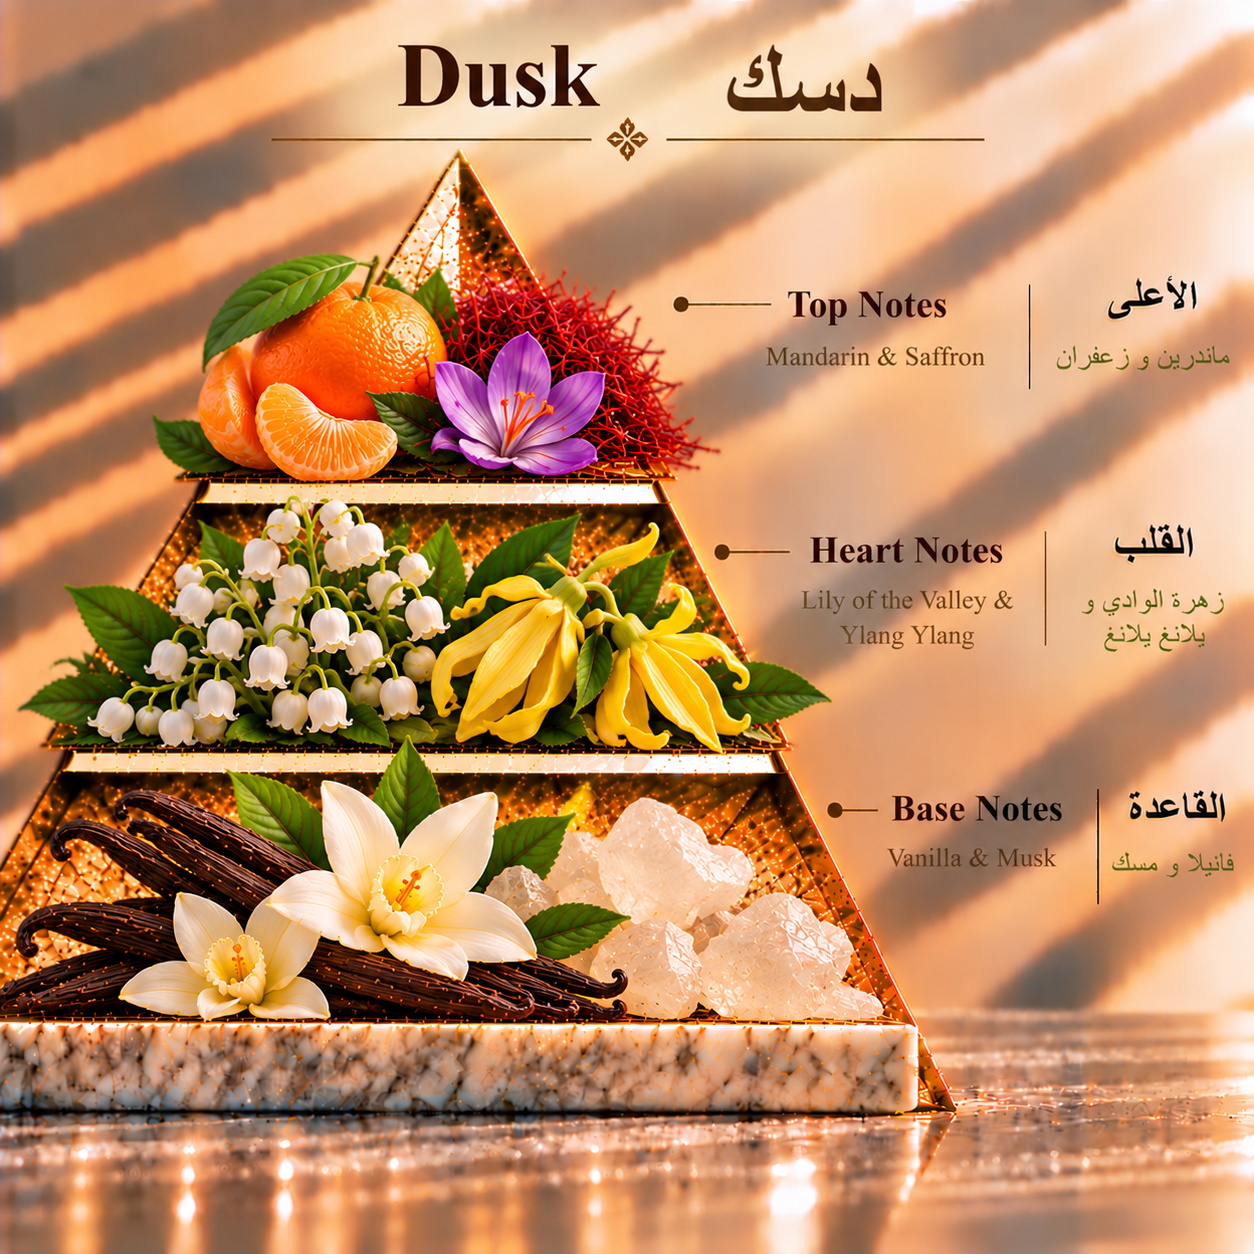 Dusk دسك
Top Notes الأعلى
Mandarin & Saffron ماندرين و زعفران
Heart Notes القلب
Lily of the Valley & زهرة الوادي و
Ylang Ylang يلانغ يلانغ
Base Notes القاعدة
Vanilla & Musk فانيلا و مسك